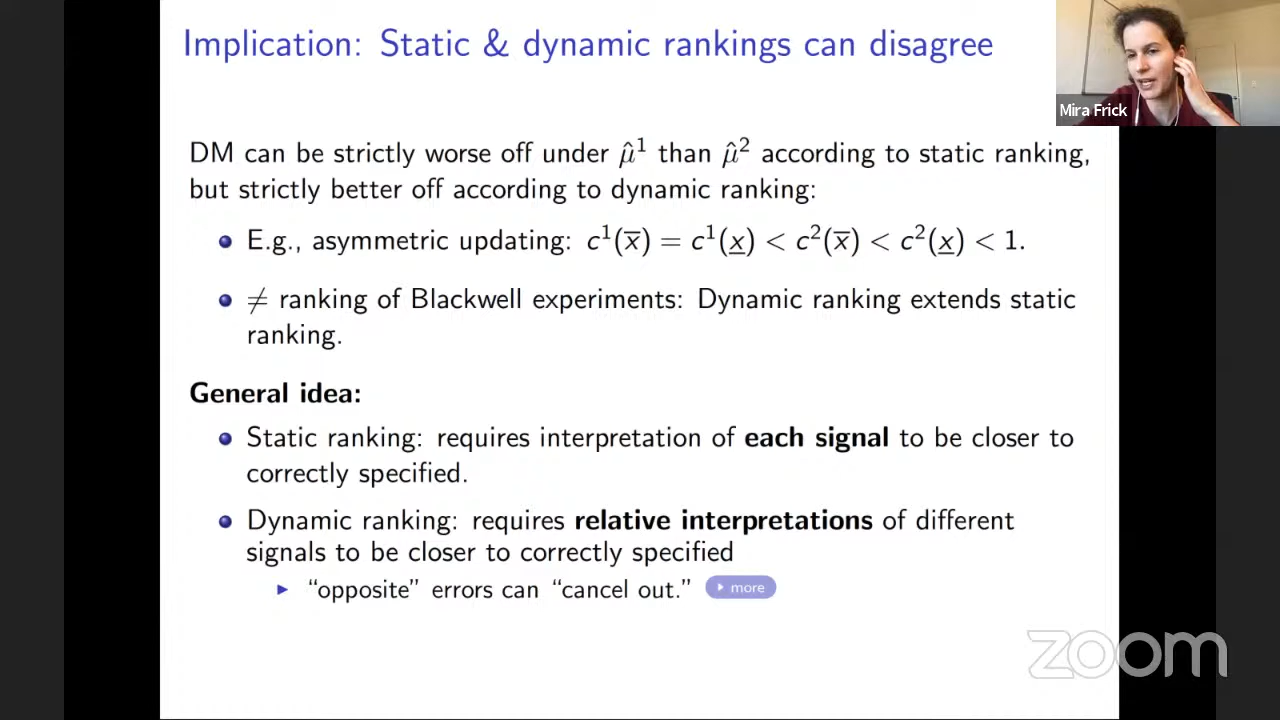 Implication: Static & dynamic rankings can disagree
Mira Frick
DM can be strictly worse off under μ̂¹ than μ̂² according to static ranking,
but strictly better off according to dynamic ranking:
E.g., asymmetric updating: c¹(x̅) = c¹(x̲) < c²(x̅) < c²(x̲) < 1.
≠ ranking of Blackwell experiments: Dynamic ranking extends static
ranking.
General idea:
Static ranking: requires interpretation of each signal to be closer to
correctly specified.
Dynamic ranking: requires relative interpretations of different
signals to be closer to correctly specified
“opposite” errors can “cancel out.” more
zoom